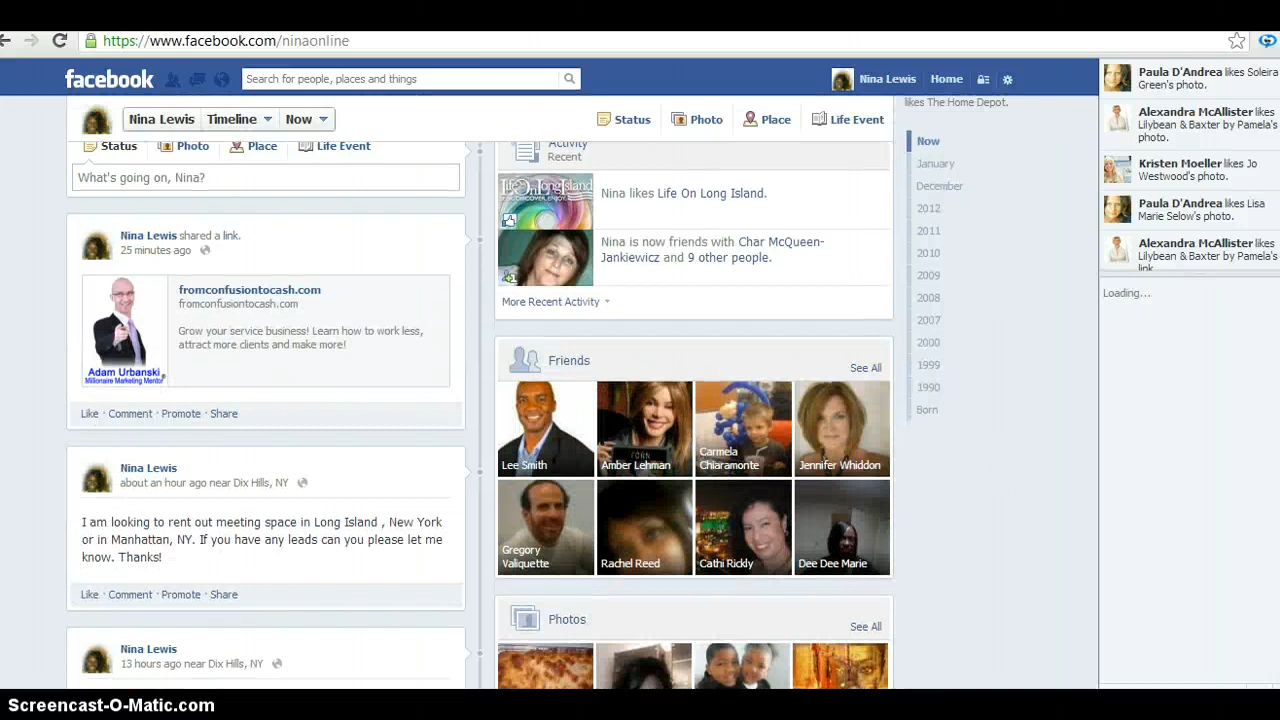 https://www.facebook.com/ninaonline
facebook
Search for people, places and things
Nina Lewis
Home
Nina Lewis
Timeline
Now
Status
Photo
Place
Life Event
Status
Photo
Place
Life Event
What's going on, Nina?
Nina Lewis shared a link.
25 minutes ago
fromconfusiontocash.com
fromconfusiontocash.com
Grow your service business! Learn how to work less,
attract more clients and make more!
Adam Urbanski
Millionaire Marketing Mentor
Like · Comment · Promote · Share
Nina Lewis
about an hour ago near Dix Hills, NY
I am looking to rent out meeting space in Long Island , New York
or in Manhattan, NY. If you have any leads can you please let me
know. Thanks!
Like · Comment · Promote · Share
Nina Lewis
13 hours ago near Dix Hills, NY
Activity
Recent
Life On Long Island
Nina likes Life On Long Island.
Nina is now friends with Char McQueen-
Jankiewicz and 9 other people.
More Recent Activity
Friends
See All
Lee Smith
Amber Lehman
Carmela
Chiaramonte
Jennifer Whiddon
Gregory
Valiquette
Rachel Reed
Cathi Rickly
Dee Dee Marie
Photos
See All
likes The Home Depot.
Now
January
December
2012
2011
2010
2009
2008
2007
2000
1999
1990
Born
Paula D'Andrea likes Soleira
Green's photo.
Alexandra McAllister likes
Lilybean & Baxter by Pamela's
photo.
Kristen Moeller likes Jo
Westwood's photo.
Paula D'Andrea likes Lisa
Marie Selow's photo.
Alexandra McAllister likes
Lilybean & Baxter by Pamela's
link.
Loading...
Screencast-O-Matic.com